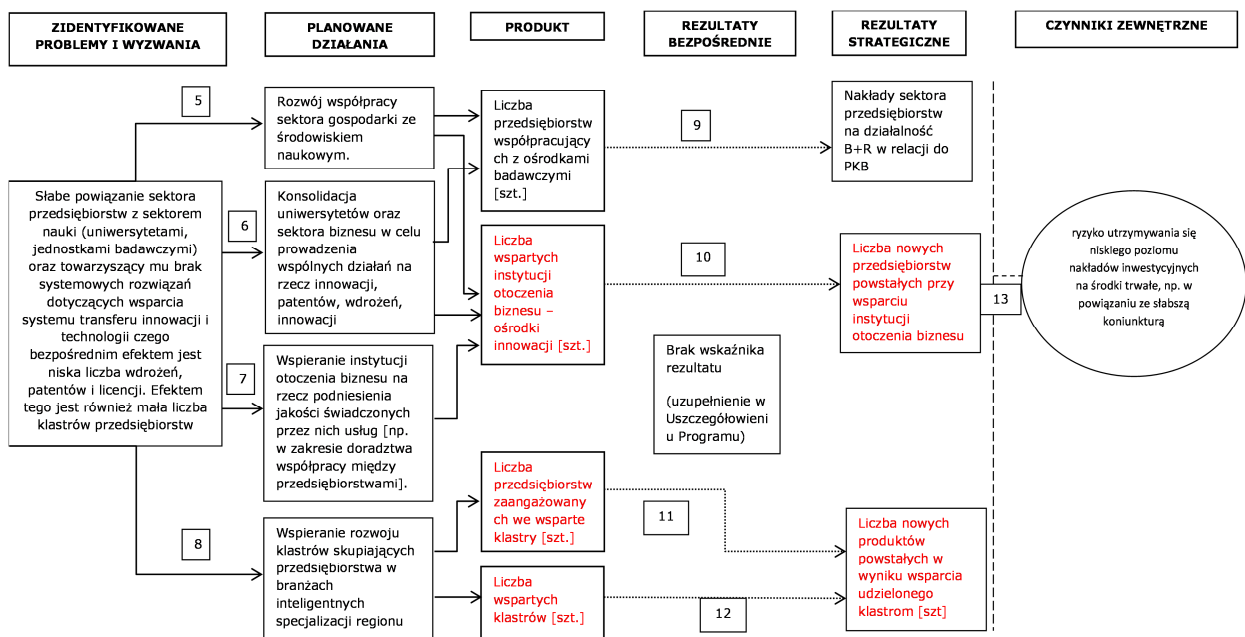 ZIDENTYFIKOWANE
PROBLEMY I WYZWANIA
PLANOWANE
DZIAŁANIA
PRODUKT
REZULTATY
BEZPOŚREDNIE
REZULTATY
STRATEGICZNE
CZYNNIKI ZEWNĘTRZNE
Słabe powiązanie sektora
przedsiębiorstw z sektorem
nauki (uniwersytetami,
jednostkami badawczymi)
oraz towarzyszący mu brak
systemowych rozwiązań
dotyczących wsparcia
systemu transferu innowacji i
technologii czego
bezpośrednim efektem jest
niska liczba wdrożeń,
patentów i licencji. Efektem
tego jest również mała liczba
klastrów przedsiębiorstw
5
6
7
8
Rozwój współpracy
sektora gospodarki ze
środowiskiem
naukowym.
Konsolidacja
uniwersytetów oraz
sektora biznesu w celu
prowadzenia
wspólnych działań na
rzecz innowacji,
patentów, wdrożeń,
innowacji
Wspieranie instytucji
otoczenia biznesu na
rzecz podniesienia
jakości świadczonych
przez nich usług [np.
w zakresie doradztwa
współpracy między
przedsiębiorstwami].
Wspieranie rozwoju
klastrów skupiających
przedsiębiorstwa w
branżach
inteligentnych
specjalizacji regionu
Liczba
przedsiębiorstw
współpracując
ych z ośrodkami
badawczymi
[szt.]
Liczba
wspartych
instytucji
otoczenia
biznesu –
ośrodki
innowacji [szt.]
Liczba
przedsiębiorstw
zaangażowany
ch we wsparte
klastry [szt.]
Liczba
wspartych
klastrów [szt.]
9
10
Brak wskaźnika
rezultatu
(uzupełnienie w
Uszczegółowieni
u Programu)
11
12
Nakłady sektora
przedsiębiorstw
na działalność
B+R w relacji do
PKB
Liczba nowych
przedsiębiorstw
powstałych przy
wsparciu
instytucji
otoczenia biznesu
Liczba nowych
produktów
powstałych w
wyniku wsparcia
udzielonego
klastrom [szt]
13
ryzyko utrzymywania się
niskiego poziomu
nakładów inwestycyjnych
na środki trwałe, np. w
powiązaniu ze słabszą
koniunkturą